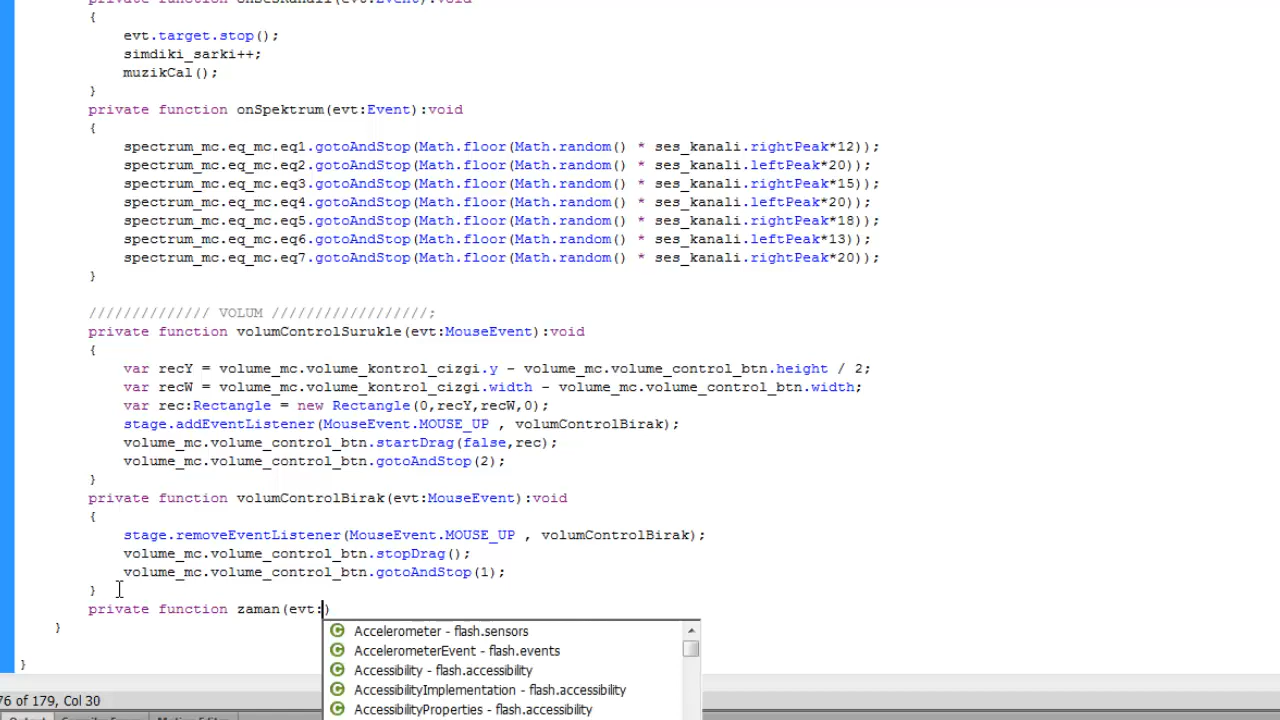 private function onSesKanali(evt:Event):void
{
evt.target.stop();
simdiki_sarki++;
muzikCal();
}
private function onSpektrum(evt:Event):void
{
spectrum_mc.eq_mc.eq1.gotoAndStop(Math.floor(Math.random() * ses_kanali.rightPeak*12));
spectrum_mc.eq_mc.eq2.gotoAndStop(Math.floor(Math.random() * ses_kanali.leftPeak*20));
spectrum_mc.eq_mc.eq3.gotoAndStop(Math.floor(Math.random() * ses_kanali.rightPeak*15));
spectrum_mc.eq_mc.eq4.gotoAndStop(Math.floor(Math.random() * ses_kanali.leftPeak*20));
spectrum_mc.eq_mc.eq5.gotoAndStop(Math.floor(Math.random() * ses_kanali.rightPeak*18));
spectrum_mc.eq_mc.eq6.gotoAndStop(Math.floor(Math.random() * ses_kanali.leftPeak*13));
spectrum_mc.eq_mc.eq7.gotoAndStop(Math.floor(Math.random() * ses_kanali.rightPeak*20));
}
////////////// VOLUM //////////////////;
private function volumControlSurukle(evt:MouseEvent):void
{
var recY = volume_mc.volume_kontrol_cizgi.y - volume_mc.volume_control_btn.height / 2;
var recW = volume_mc.volume_kontrol_cizgi.width - volume_mc.volume_control_btn.width;
var rec:Rectangle = new Rectangle(0,recY,recW,0);
stage.addEventListener(MouseEvent.MOUSE_UP , volumControlBirak);
volume_mc.volume_control_btn.startDrag(false,rec);
volume_mc.volume_control_btn.gotoAndStop(2);
}
private function volumControlBirak(evt:MouseEvent):void
{
stage.removeEventListener(MouseEvent.MOUSE_UP , volumControlBirak);
volume_mc.volume_control_btn.stopDrag();
volume_mc.volume_control_btn.gotoAndStop(1);
}
private function zaman(evt:)
}
Accelerometer - flash.sensors
AccelerometerEvent - flash.events
Accessibility - flash.accessibility
AccessibilityImplementation - flash.accessibility
AccessibilityProperties - flash.accessibility
}
76 of 179, Col 30